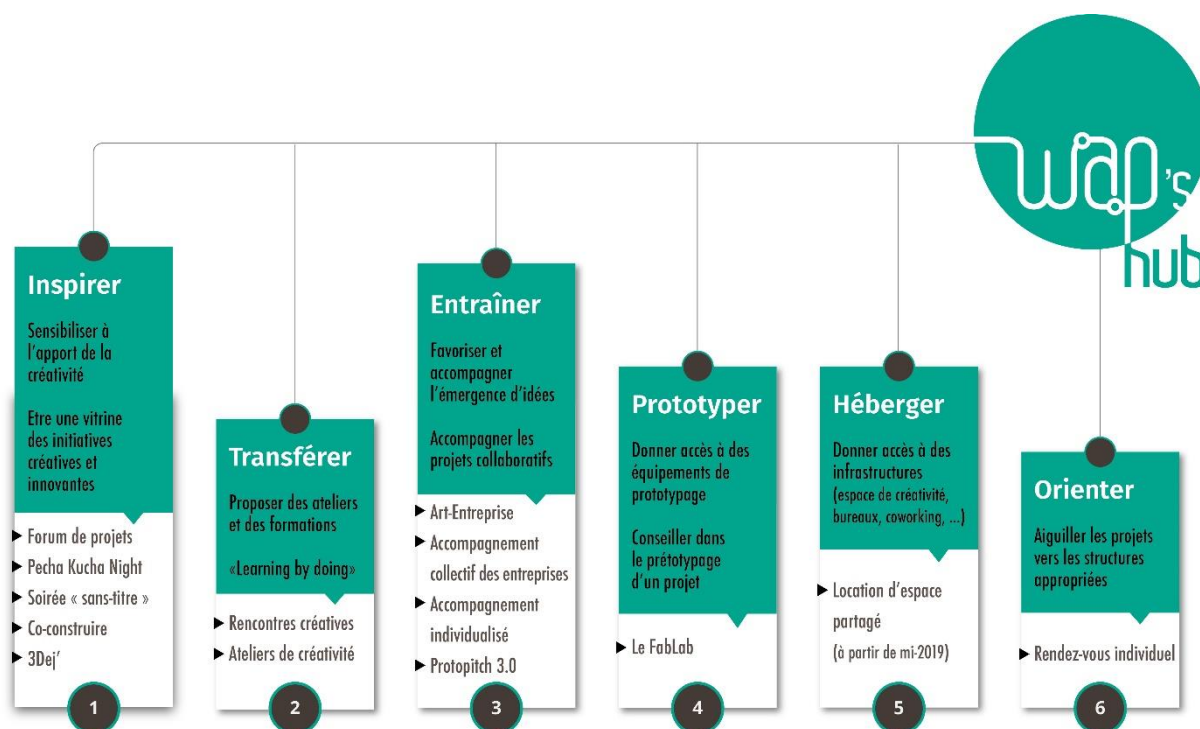 wap's
hub
Inspirer
Sensibiliser à
l'apport de la
créativité
Etre une vitrine
des initiatives
créatives et
innovantes
Forum de projets
Pecha Kucha Night
Soirée « sans-titre »
Co-construire
3Dej'
1
Transférer
Proposer des ateliers
et des formations
«Learning by doing»
Rencontres créatives
Ateliers de créativité
2
Entraîner
Favoriser et
accompagner
l'émergence d'idées
Accompagner les
projets collaboratifs
Art-Entreprise
Accompagnement
collectif des entreprises
Accompagnement
individualisé
Protopitch 3.0
3
Prototyper
Donner accès à des
équipements de
prototypage
Conseiller dans
le prétotypage
d'un projet
Le FabLab
4
Héberger
Donner accès à des
infrastructures
(espace de créativité,
bureaux, coworking, ...)
Location d'espace
partagé
(à partir de mi-2019)
5
Orienter
Aiguiller les projets
vers les structures
appropriées
Rendez-vous individuel
6